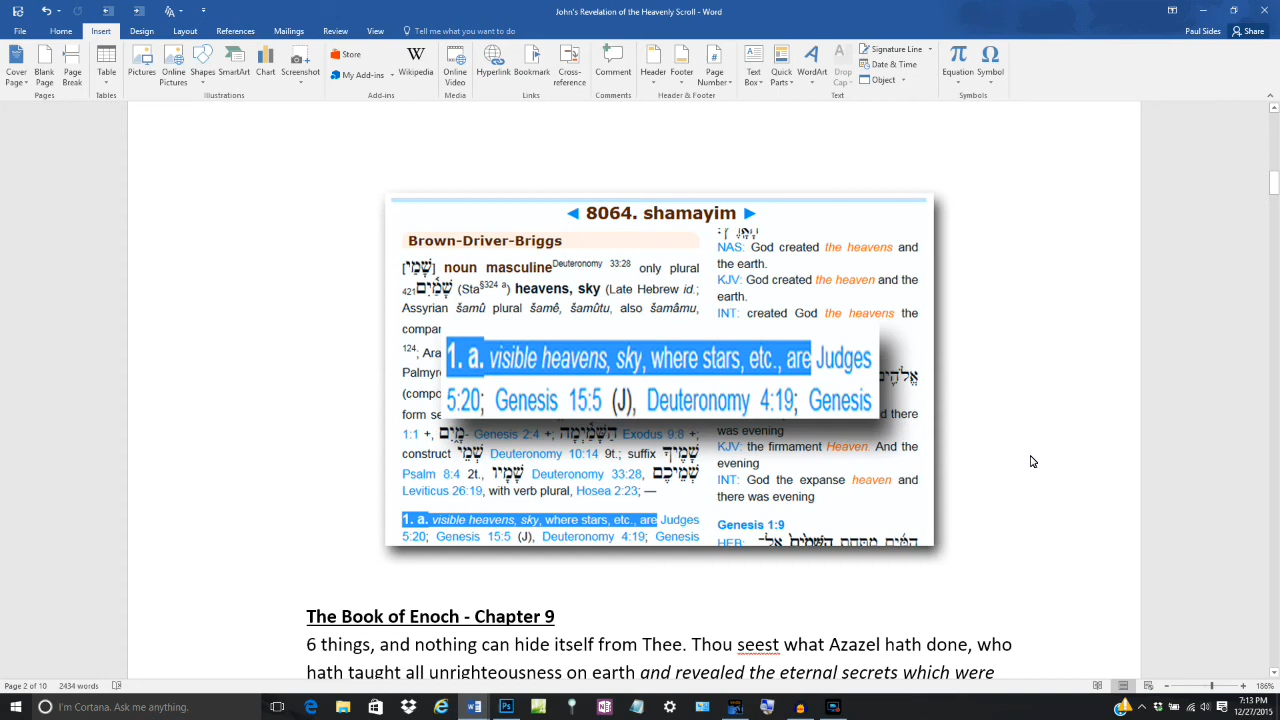 John's Revelation of the Heavenly Scroll - Word
Paul Sides
Share
File Home Insert Design Layout References Mailings Review View Tell me what you want to do
Cover Page
Blank Page
Page Break
Table
Pictures
Online Pictures
Shapes
SmartArt
Chart
Screenshot
Store
My Add-ins
Wikipedia
Online Video
Hyperlink
Bookmark
Cross-reference
Comment
Header
Footer
Page Number
Text Box
Quick Parts
WordArt
Drop Cap
Signature Line
Date & Time
Object
Equation
Symbol
Pages Tables Illustrations Add-ins Media Links Comments Header & Footer Text Symbols
8064. shamayim
Brown-Driver-Briggs
[שָׁמַי] noun masculine Deuteronomy 33:28 only plural
421 שָׁמַ֫יִם (Sta§324 a) heavens, sky (Late Hebrew id.;
Assyrian šamû plural šamê, šamûtu, also šamâmu,
124, Ara
form se
1:1 +, Genesis 2:4 +; הַשָּׁמַ֫יְמָה Exodus 9:8 +;
construct שְׁמֵי Deuteronomy 10:14 9t.; suffix שָׁמֶיךָ
Psalm 8:4 2t., שָׁמָיו Deuteronomy 33:28, שְׁמֵיכֶם
Leviticus 26:19, with verb plural, Hosea 2:23; —
1. a. visible heavens, sky, where stars, etc., are Judges
5:20; Genesis 15:5 (J), Deuteronomy 4:19; Genesis
1. a. visible heavens, sky, where stars, etc., are Judges
5:20; Genesis 15:5 (J), Deuteronomy 4:19; Genesis
NAS: God created the heavens and
the earth.
KJV: God created the heaven and the
earth.
INT: created God the heavens the
d there
was evening
KJV: the firmament Heaven. And the
evening
INT: God the expanse heaven and
there was evening
Genesis 1:9
HEB:
The Book of Enoch - Chapter 9
6 things, and nothing can hide itself from Thee. Thou seest what Azazel hath done, who
hath taught all unrighteousness on earth and revealed the eternal secrets which were
Page 2 of 10 2434 words
186%
I'm Cortana. Ask me anything.
7:13 PM
12/27/2015